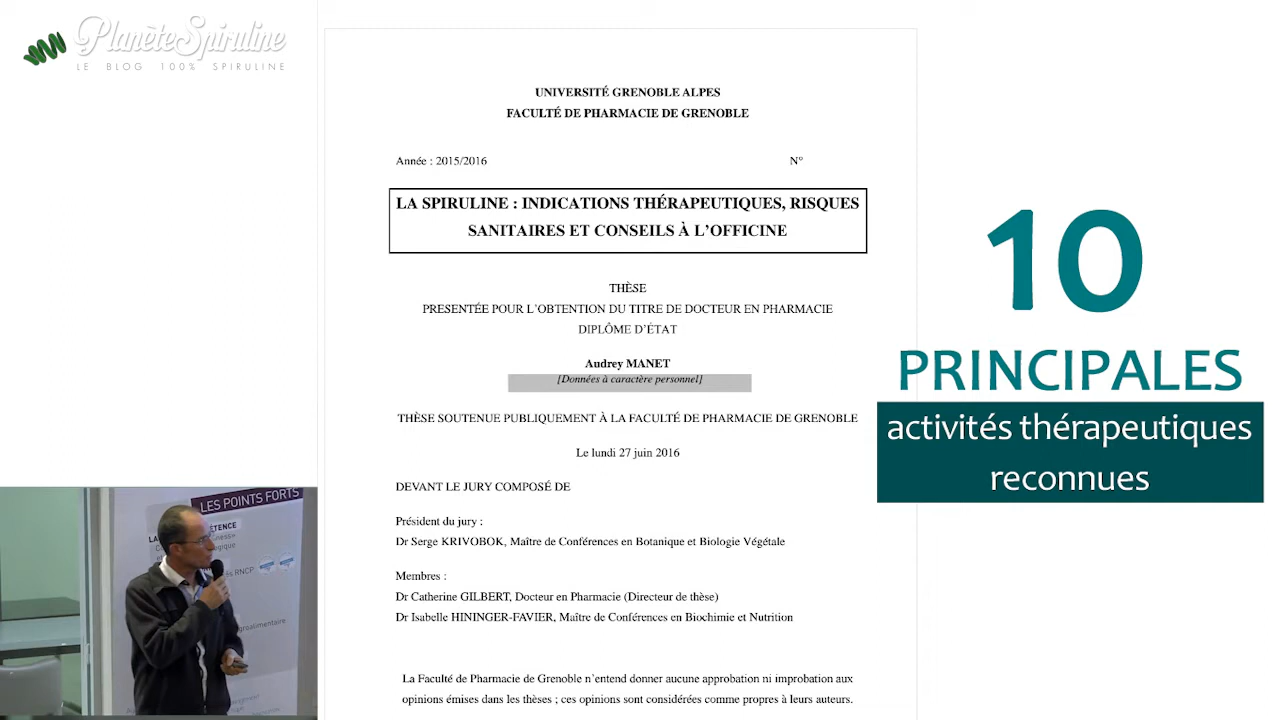 PlanèteSpiruline
LE BLOG 100% SPIRULINE
UNIVERSITÉ GRENOBLE ALPES
FACULTÉ DE PHARMACIE DE GRENOBLE
Année : 2015/2016
N°
LA SPIRULINE : INDICATIONS THÉRAPEUTIQUES, RISQUES
SANITAIRES ET CONSEILS À L’OFFICINE
THÈSE
PRESENTÉE POUR L’OBTENTION DU TITRE DE DOCTEUR EN PHARMACIE
DIPLÔME D’ÉTAT
Audrey MANET
[Données à caractère personnel]
THÈSE SOUTENUE PUBLIQUEMENT À LA FACULTÉ DE PHARMACIE DE GRENOBLE
Le lundi 27 juin 2016
DEVANT LE JURY COMPOSÉ DE
Président du jury :
Dr Serge KRIVOBOK, Maître de Conférences en Botanique et Biologie Végétale
Membres :
Dr Catherine GILBERT, Docteur en Pharmacie (Directeur de thèse)
Dr Isabelle HININGER-FAVIER, Maître de Conférences en Biochimie et Nutrition
La Faculté de Pharmacie de Grenoble n’entend donner aucune approbation ni improbation aux
opinions émises dans les thèses ; ces opinions sont considérées comme propres à leurs auteurs.
10
PRINCIPALES
activités thérapeutiques
reconnues
LES POINTS FORTS
RNCP